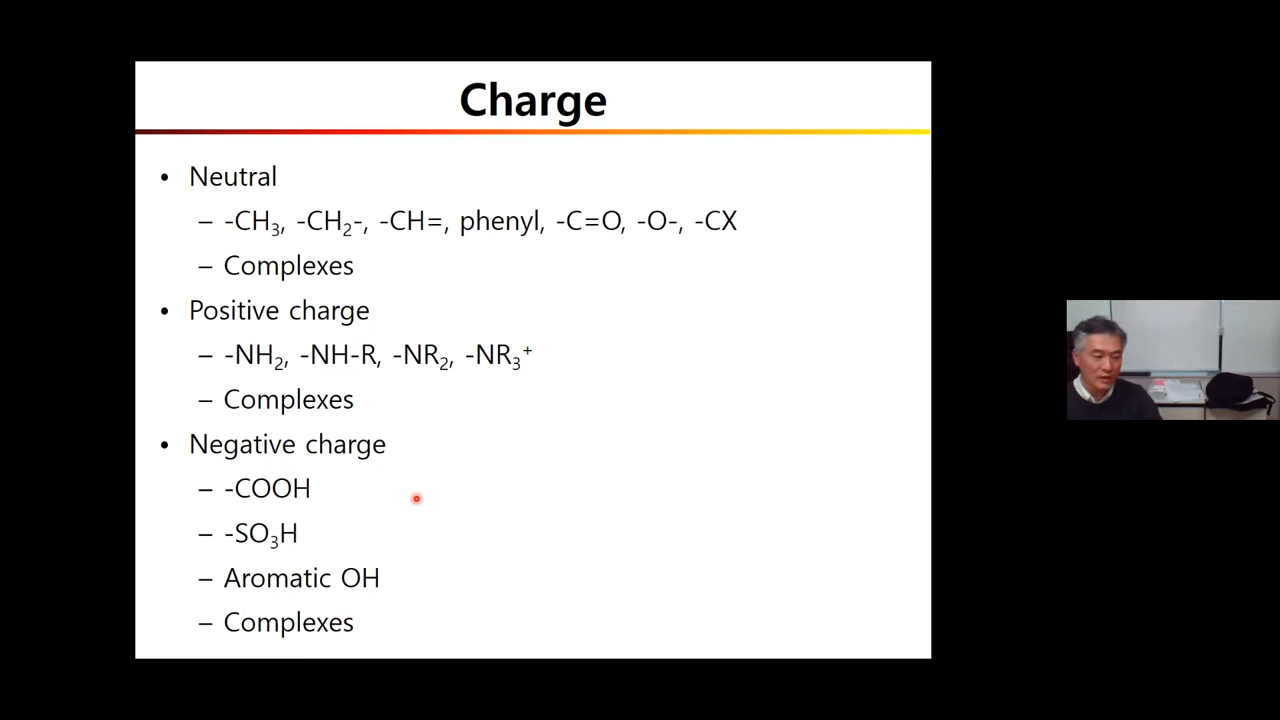 Charge
• Neutral
– -CH₃, -CH₂-, -CH=, phenyl, -C=O, -O-, -CX
– Complexes
• Positive charge
– -NH₂, -NH-R, -NR₂, -NR₃⁺
– Complexes
• Negative charge
– -COOH
– -SO₃H
– Aromatic OH
– Complexes